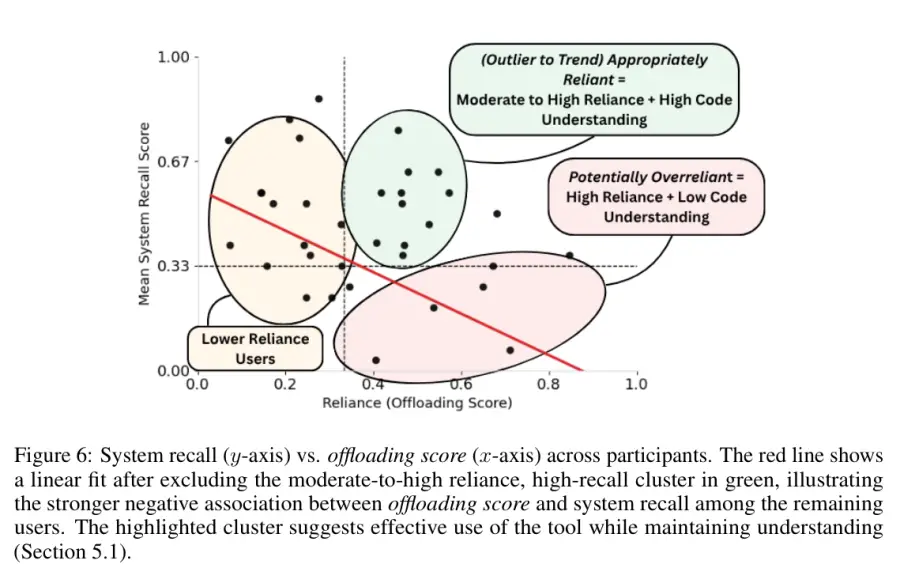 (Outlier to Trend) Appropriately
Reliant =
Moderate to High Reliance + High Code
Understanding
Potentially Overreliant =
High Reliance + Low Code
Understanding
Lower Reliance
Users
Mean System Recall Score
1.00
0.67
0.33
0.00
0.0 0.2 0.4 0.6 0.8 1.0
Reliance (Offloading Score)
Figure 6: System recall (y-axis) vs. offloading score (x-axis) across participants. The red line shows
a linear fit after excluding the moderate-to-high reliance, high-recall cluster in green, illustrating
the stronger negative association between offloading score and system recall among the remaining
users. The highlighted cluster suggests effective use of the tool while maintaining understanding
(Section 5.1).